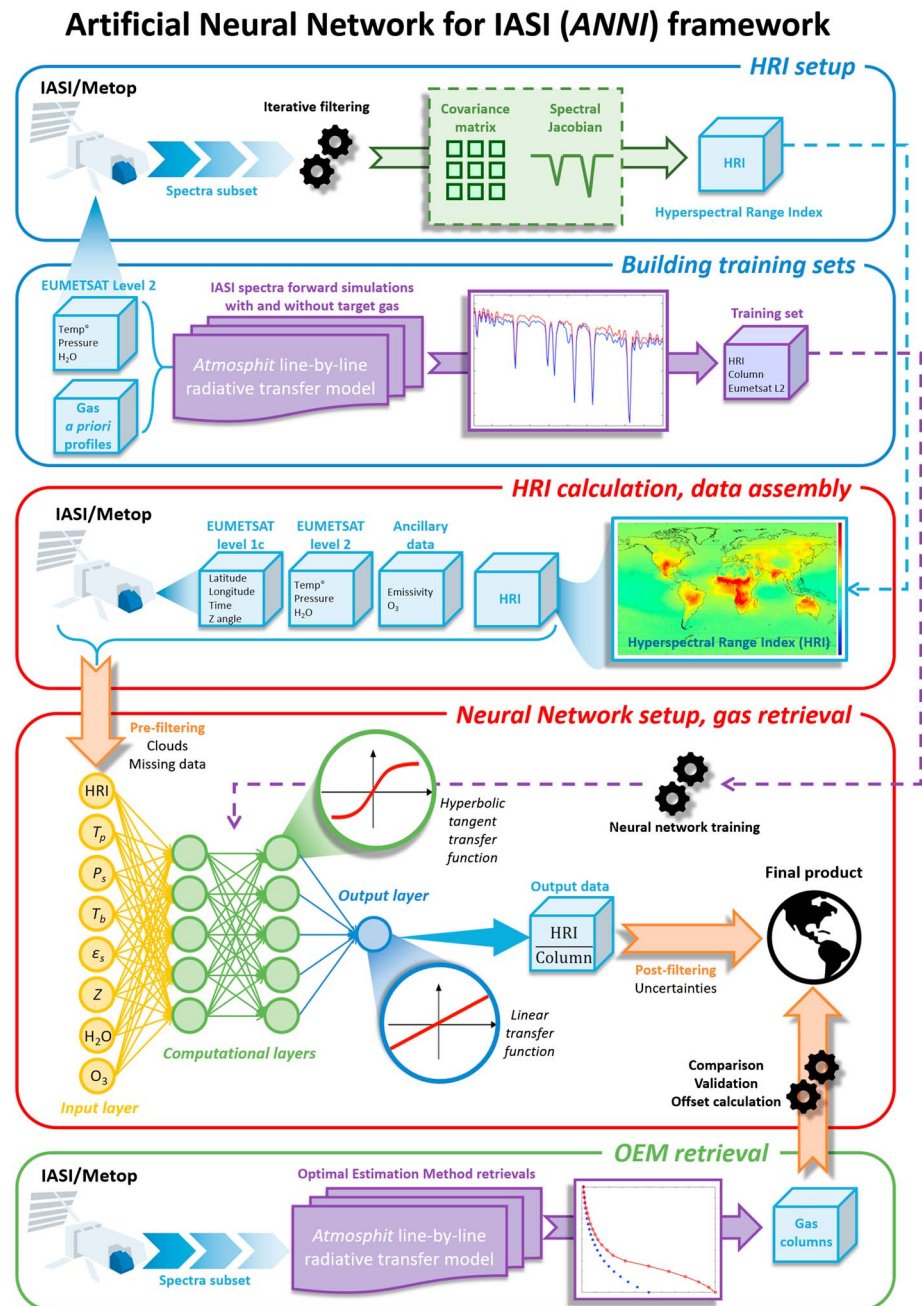 Artificial Neural Network for IASI (ANNI) framework
HRI setup
IASI/Metop
Spectra subset
Iterative filtering
Covariance
matrix
Spectral
Jacobian
HRI
Hyperspectral Range Index
Building training sets
EUMETSAT Level 2
Temp°
Pressure
H₂O
Gas
a priori
profiles
IASI spectra forward simulations
with and without target gas
Atmosphit line-by-line
radiative transfer model
Training set
HRI
Column
Eumetsat L2
HRI calculation, data assembly
IASI/Metop
EUMETSAT
level 1c
Latitude
Longitude
Time
Z angle
EUMETSAT
level 2
Temp°
Pressure
H₂O
Ancillary
data
Emissivity
O₃
HRI
Hyperspectral Range Index (HRI)
Neural Network setup, gas retrieval
Pre-filtering
Clouds
Missing data
HRI
Tₚ
Pₛ
T_b
εₛ
Z
H₂O
O₃
Input layer
Computational layers
Hyperbolic
tangent
transfer
function
Neural network training
Output layer
Linear
transfer
function
Output data
HRI
Column
Post-filtering
Uncertainties
Final product
Comparison
Validation
Offset calculation
OEM retrieval
IASI/Metop
Spectra subset
Optimal Estimation Method retrievals
Atmosphit line-by-line
radiative transfer model
Gas
columns